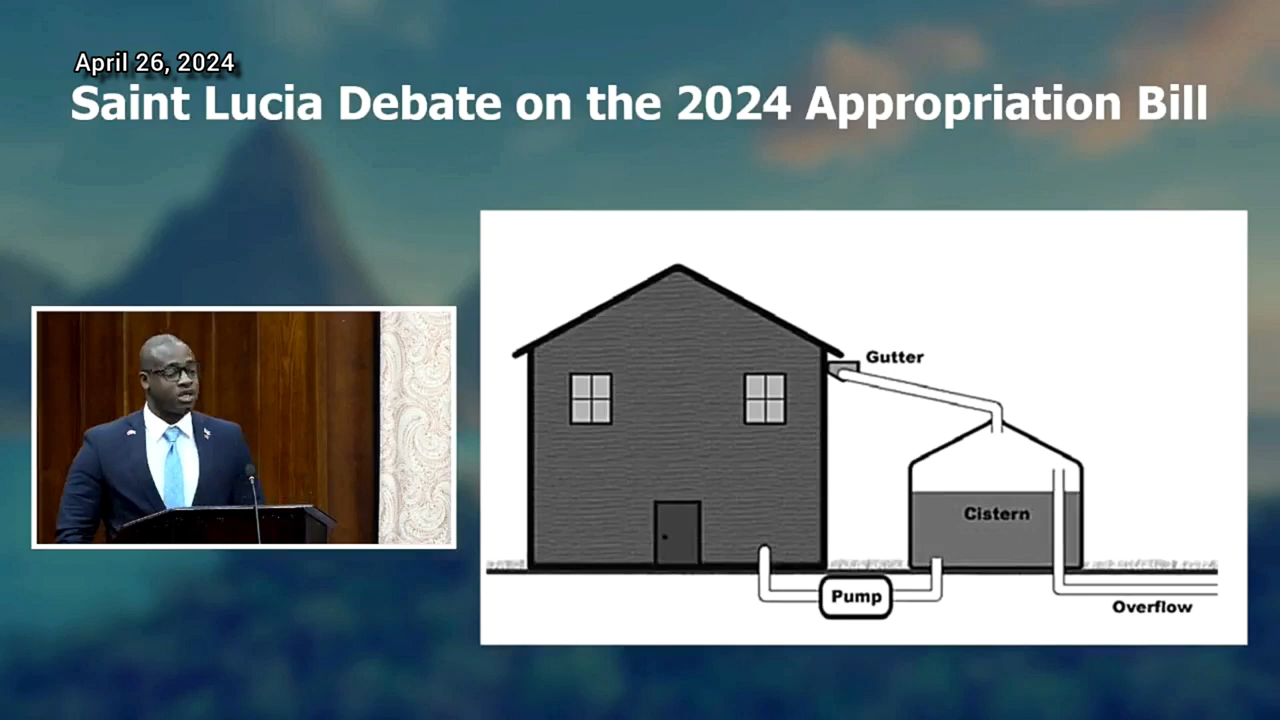 April 26, 2024
Saint Lucia Debate on the 2024 Appropriation Bill
Gutter
Cistern
Pump
Overflow